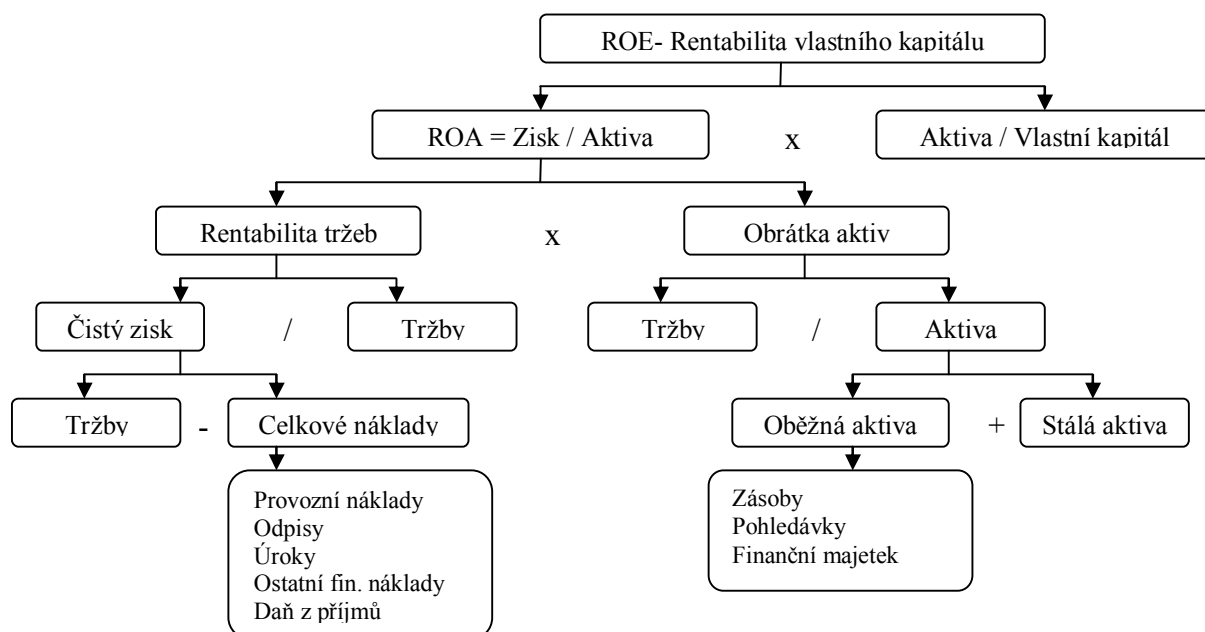 ROE- Rentabilita vlastního kapitálu
ROA = Zisk / Aktiva
x
Aktiva / Vlastní kapitál
Rentabilita tržeb
x
Obrátka aktiv
Čistý zisk
/
Tržby
Tržby
/
Aktiva
Tržby
-
Celkové náklady
Oběžná aktiva
+
Stálá aktiva
Provozní náklady
Odpisy
Úroky
Ostatní fin. náklady
Daň z příjmů
Zásoby
Pohledávky
Finanční majetek